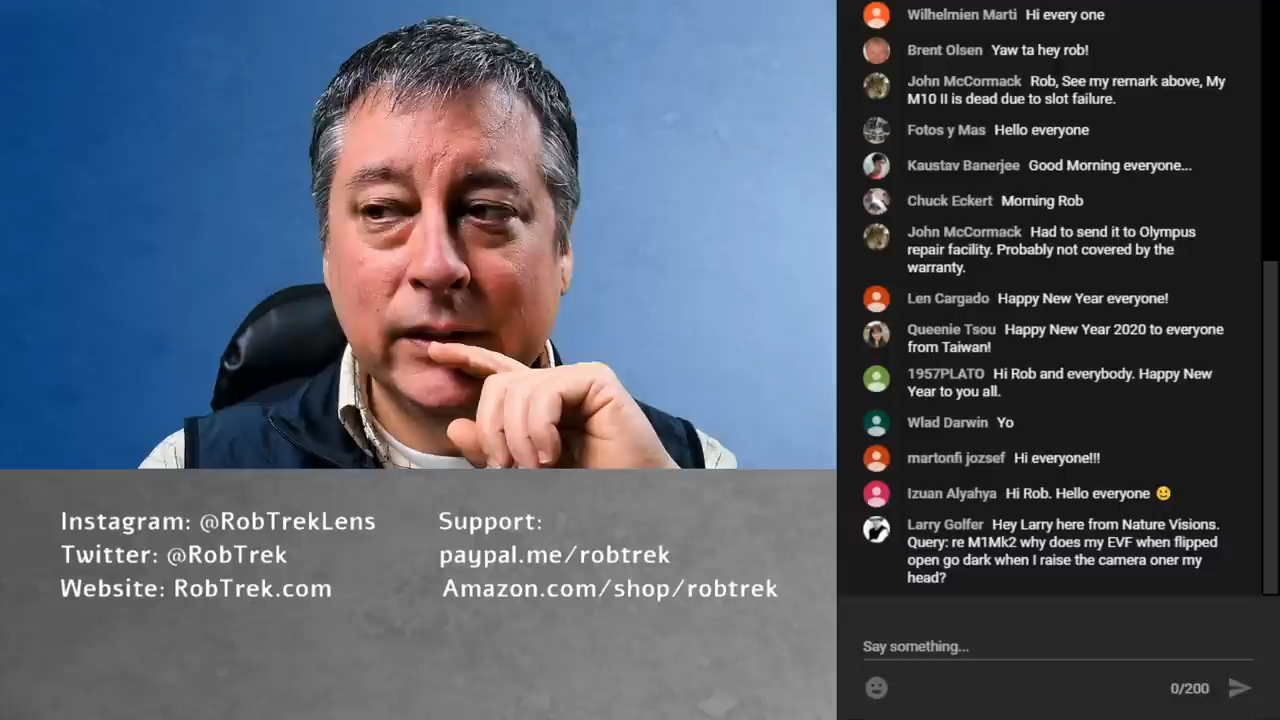 Instagram: @RobTrekLens
Twitter: @RobTrek
Website: RobTrek.com
Support:
paypal.me/robtrek
Amazon.com/shop/robtrek
Wilhelmien Marti Hi every one
Brent Olsen Yaw ta hey rob!
John McCormack Rob, See my remark above, My
M10 II is dead due to slot failure.
Fotos y Mas Hello everyone
Kaustav Banerjee Good Morning everyone...
Chuck Eckert Morning Rob
John McCormack Had to send it to Olympus
repair facility. Probably not covered by the
warranty.
Len Cargado Happy New Year everyone!
Queenie Tsou Happy New Year 2020 to everyone
from Taiwan!
1957PLATO Hi Rob and everybody. Happy New
Year to you all.
Wlad Darwin Yo
martonfi jozsef Hi everyone!!!
Izuan Alyahya Hi Rob. Hello everyone 🙂
Larry Golfer Hey Larry here from Nature Visions.
Query: re M1Mk2 why does my EVF when flipped
open go dark when I raise the camera oner my
head?
Say something...
0/200